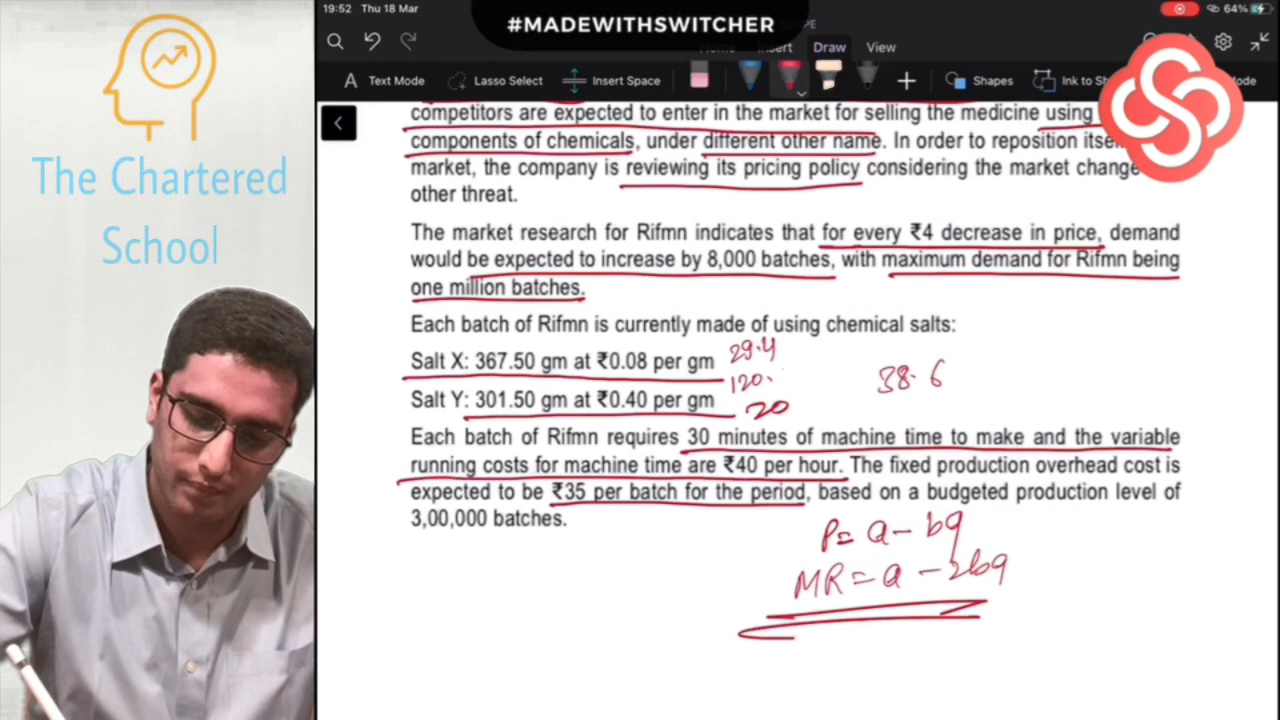 19:52 Thu 18 Mar
#MADEWITHSWITCHER
64%
Insert Draw View
Text Mode Lasso Select Insert Space Shapes Ink to
The Chartered
School
competitors are expected to enter in the market for selling the medicine using
components of chemicals, under different other name. In order to reposition
market, the company is reviewing its pricing policy considering the market change
other threat.
The market research for Rifmn indicates that for every ₹4 decrease in price, demand
would be expected to increase by 8,000 batches, with maximum demand for Rifmn being
one million batches.
Each batch of Rifmn is currently made of using chemical salts:
29.4
Salt X: 367.50 gm at ₹0.08 per gm
120. 38.6
Salt Y: 301.50 gm at ₹0.40 per gm
20
Each batch of Rifmn requires 30 minutes of machine time to make and the variable
running costs for machine time are ₹40 per hour. The fixed production overhead cost is
expected to be ₹35 per batch for the period, based on a budgeted production level of
3,00,000 batches.
P= a - bq
MR= a - 2bq